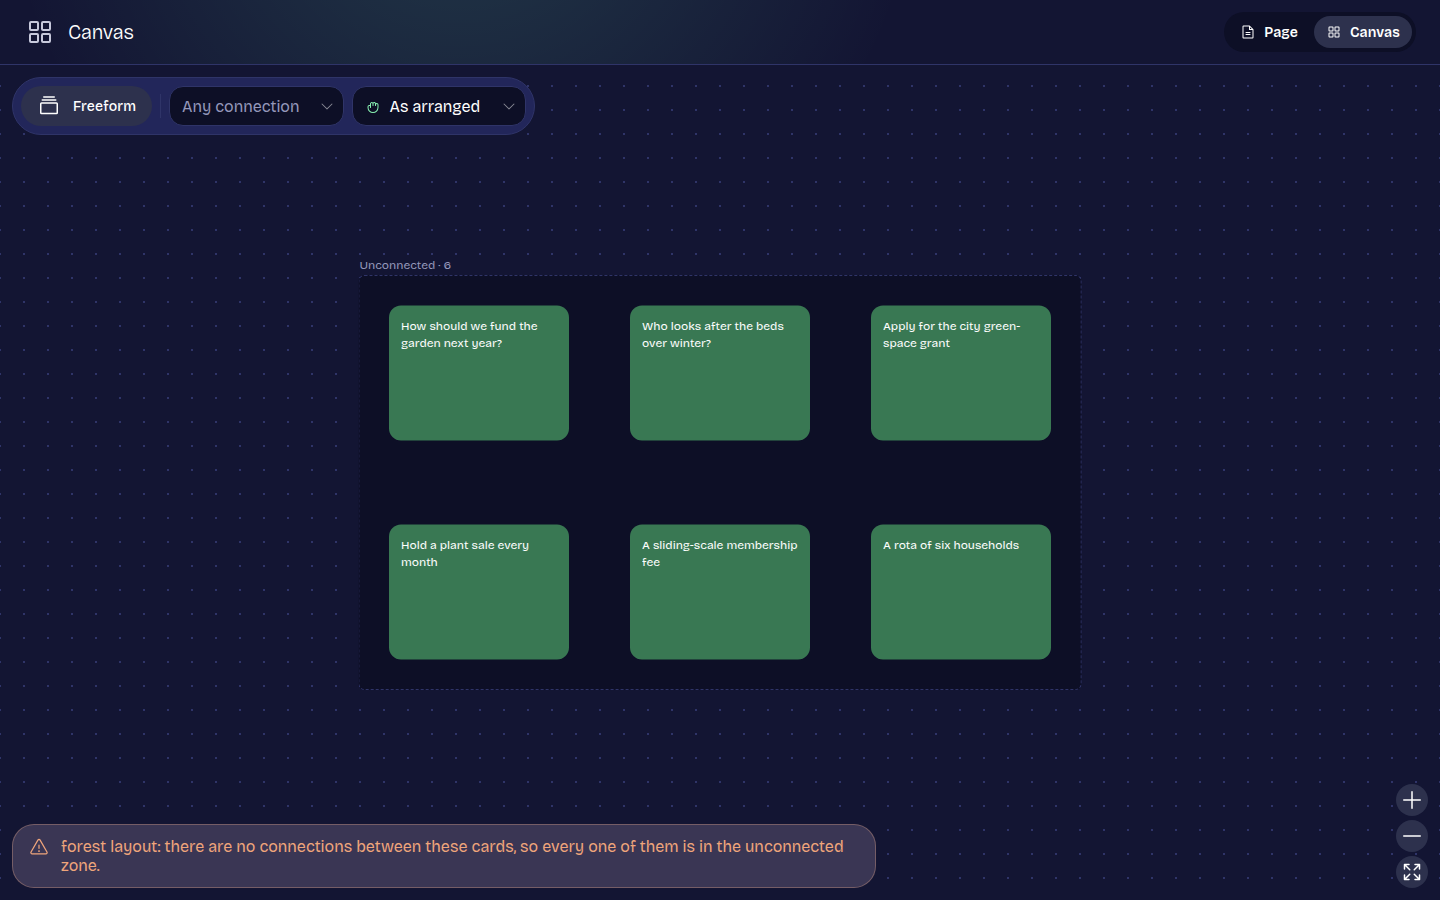 Canvas
Page
Canvas
Freeform
Any connection
As arranged
Unconnected · 6
How should we fund the
garden next year?
Who looks after the beds
over winter?
Apply for the city green-
space grant
Hold a plant sale every
month
A sliding-scale membership
fee
A rota of six households
forest layout: there are no connections between these cards, so every one of them is in the unconnected
zone.